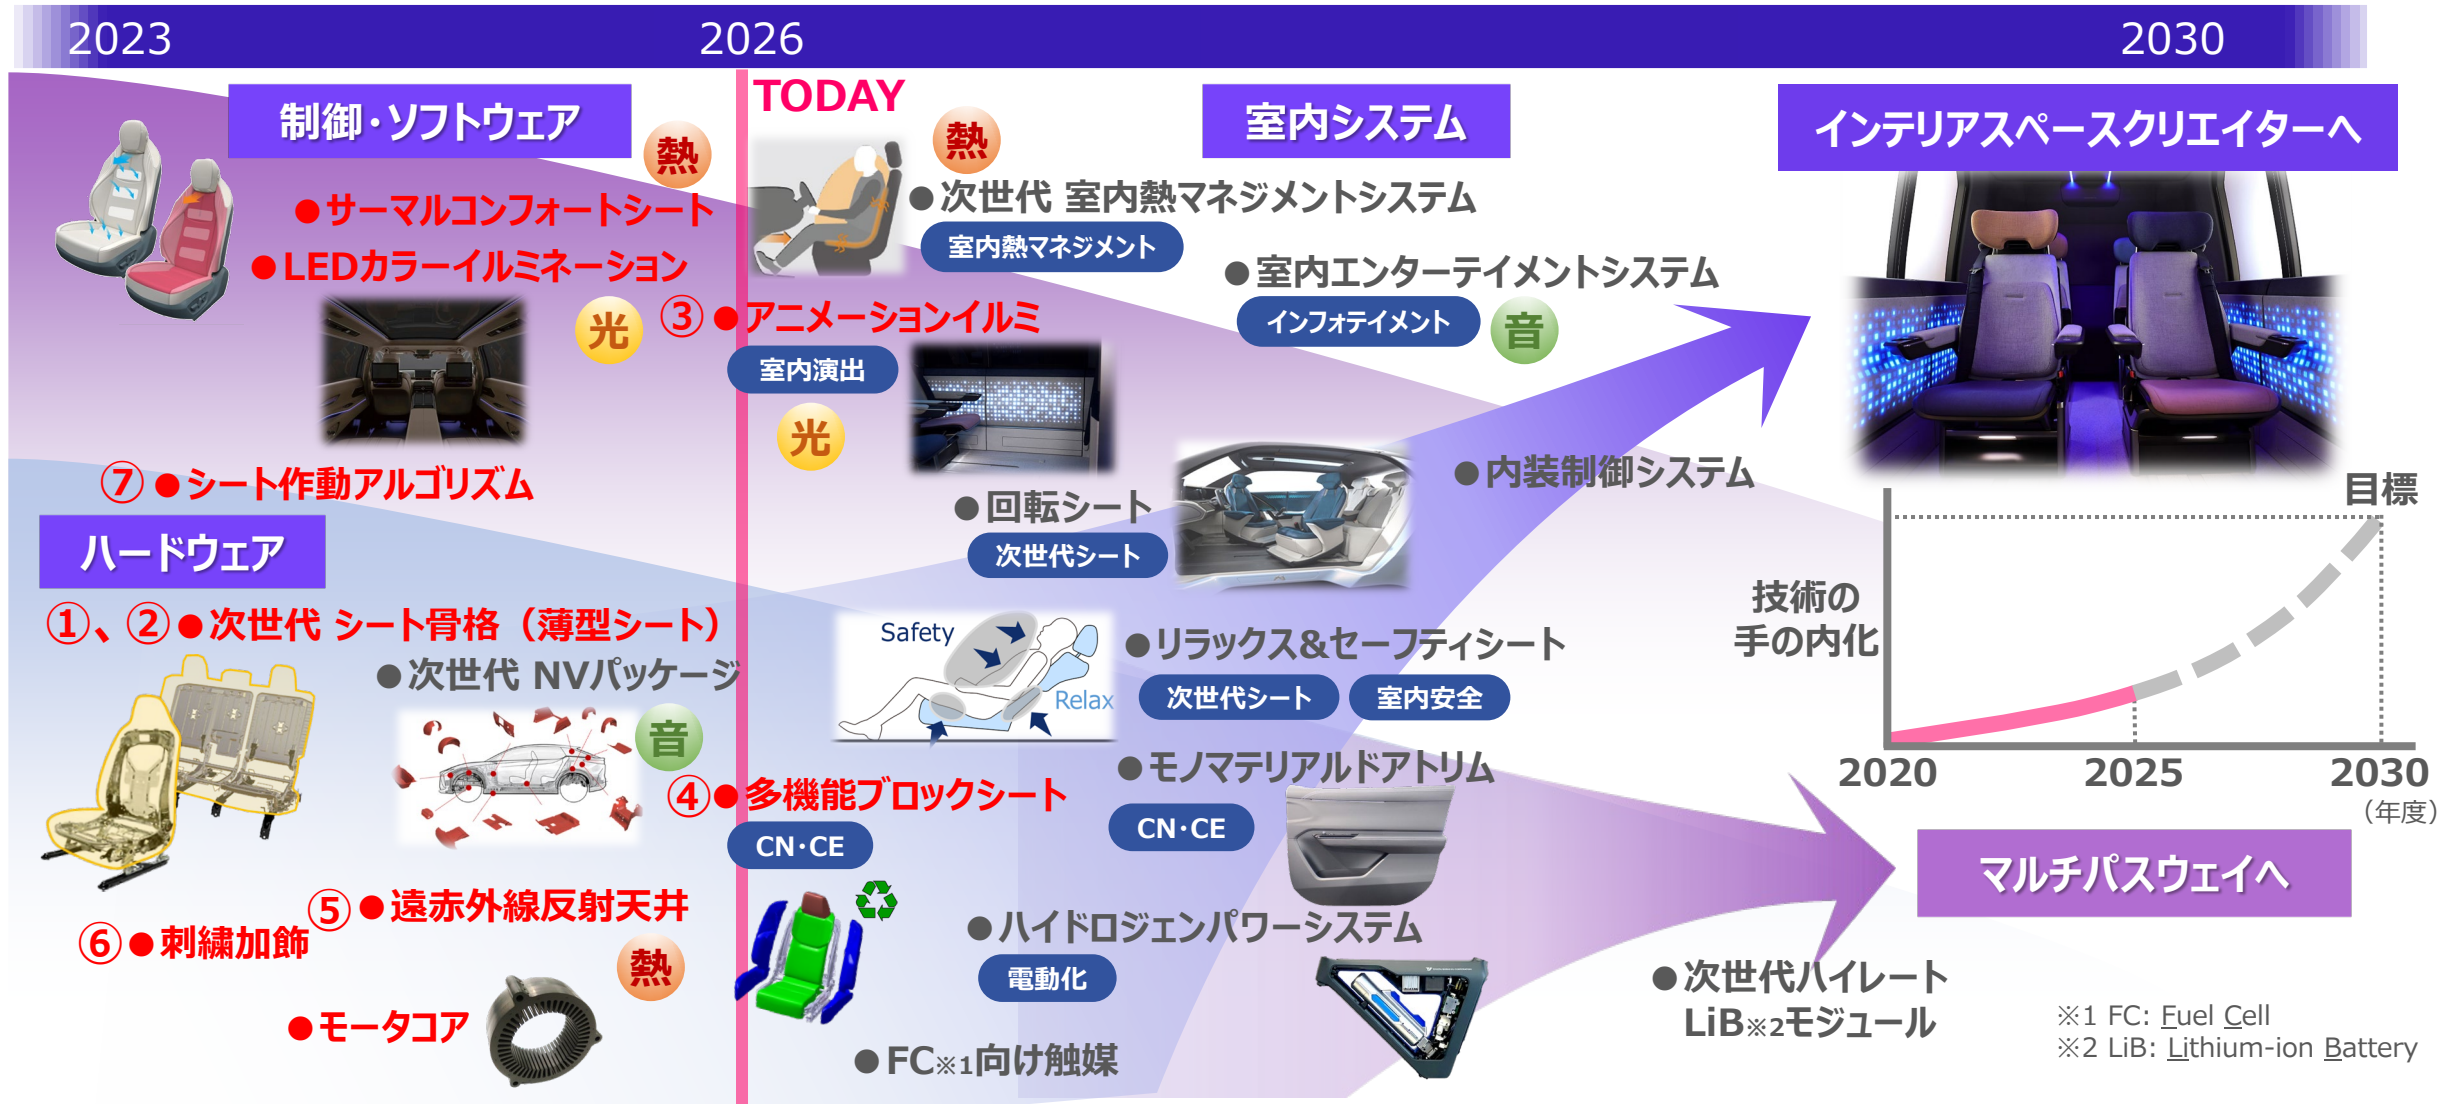 2023
2026
2030
TODAY
制御・ソフトウェア
熱
●サーマルコンフォートシート
●LEDカラーイルミネーション
光
③●アニメーションイルミ
室内演出
光
⑦●シート作動アルゴリズム
熱
室内システム
●次世代 室内熱マネジメントシステム
室内熱マネジメント
●室内エンターテイメントシステム
インフォテイメント
音
●回転シート
次世代シート
●内装制御システム
インテリアスペースクリエイターへ
目標
技術の
手の内化
2020
2025
2030
（年度）
ハードウェア
①、②●次世代 シート骨格（薄型シート）
●次世代 NVパッケージ
音
④●多機能ブロックシート
CN・CE
Safety
Relax
●リラックス&セーフティシート
次世代シート
室内安全
●モノマテリアルドアトリム
CN・CE
⑤●遠赤外線反射天井
⑥●刺繍加飾
熱
●モータコア
●ハイドロジェンパワーシステム
電動化
●FC※1向け触媒
マルチパスウェイへ
●次世代ハイレート
LiB※2モジュール
※1 FC: Fuel Cell
※2 LiB: Lithium-ion Battery